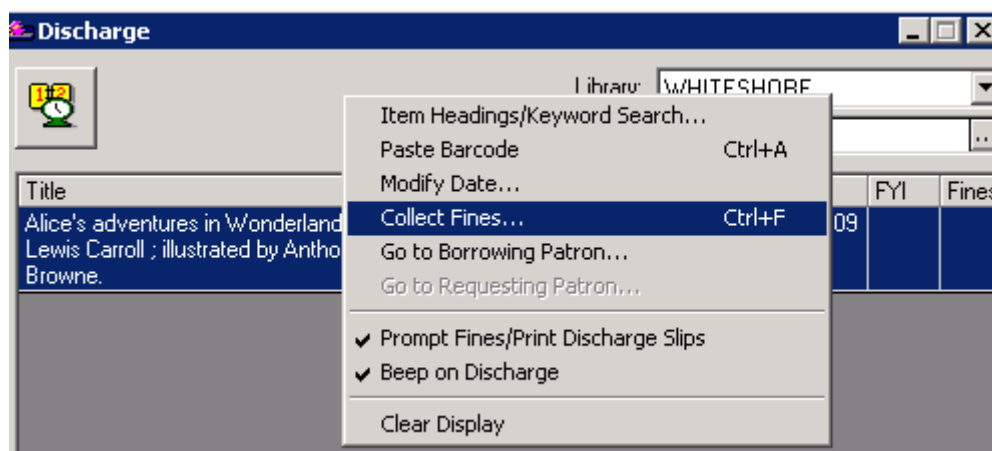 Discharge
1 #2
Library: WHITESHORE
Item Headings/Keyword Search...
Paste Barcode Ctrl+A
...
Modify Date...
Title FYI Fines
Collect Fines... Ctrl+F
Alice's adventures in Wonderland 09
Lewis Carroll ; illustrated by Antho
Browne.
Go to Borrowing Patron...
Go to Requesting Patron...
Prompt Fines/Print Discharge Slips
Beep on Discharge
Clear Display